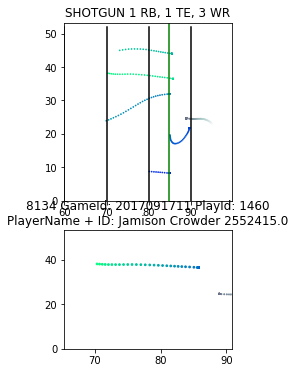 SHOTGUN 1 RB, 1 TE, 3 WR
50
40
30
20
10
0
60 70 80 90
8134 GameId: 2017091711 PlayId: 1460
PlayerName + ID: Jamison Crowder 2552415.0
40
20
0
70 80 90